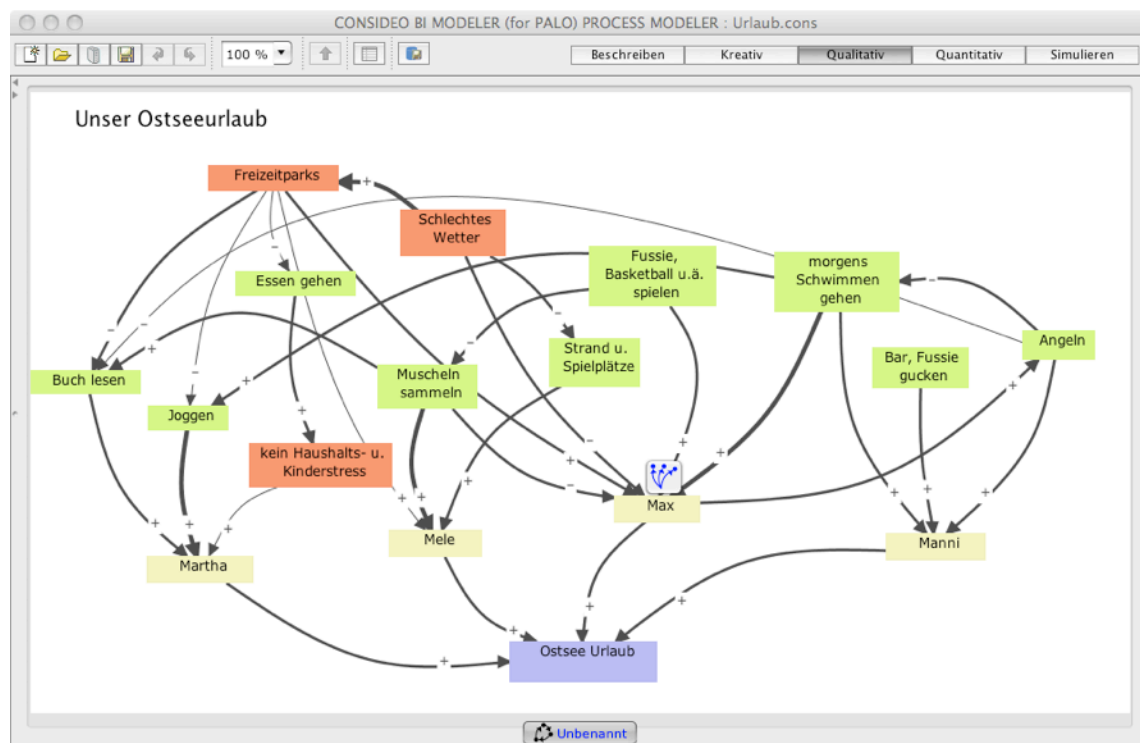 CONSIDEO BI MODELER (for PALO) PROCESS MODELER : Urlaub.cons
100 %
Beschreiben
Kreativ
Qualitativ
Quantitativ
Simulieren
Unser Ostseeurlaub
Freizeitparks
+
Schlechtes
Wetter
-
Essen gehen
Fussie,
Basketball u.ä.
spielen
morgens
Schwimmen
gehen
-
-
-
-
-
-
+
-
Strand u.
Spielplätze
Angeln
Bar, Fussie
gucken
Buch lesen
+
Muscheln
sammeln
Joggen
+
kein Haushalts- u.
Kinderstress
-
+
+
+
-
+
+
+
+
+
+
+
+
Max
+
+
+
Mele
Manni
Martha
+
+
+
+
Ostsee Urlaub
Unbenannt